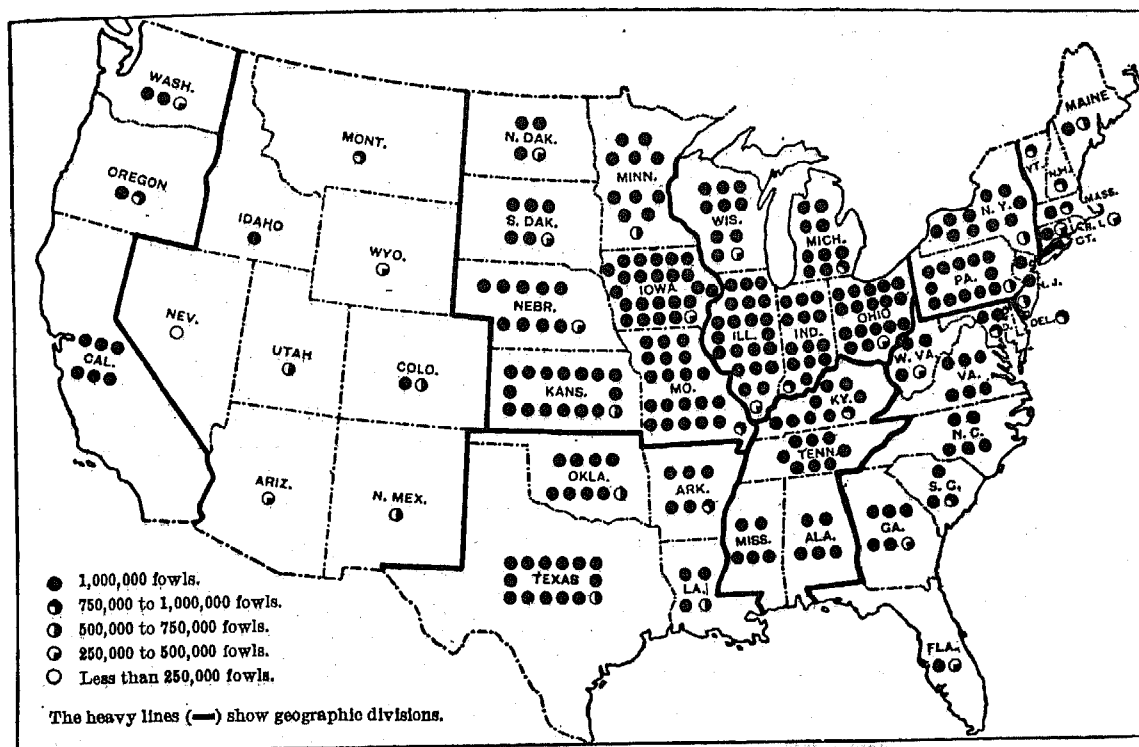 WASH.
MONT.
N. DAK.
MINN.
MAINE
OREGON
IDAHO
WYO.
S. DAK.
WIS.
MICH.
N. Y.
VT.
N.H.
MASS.
R. I.
CT.
NEV.
UTAH
COLO.
NEBR.
IOWA
ILL.
IND.
OHIO
PA.
N.J.
DEL.
CAL.
KANS.
MO.
KY.
W. VA.
VA.
ARIZ.
N. MEX.
OKLA.
ARK.
TENN.
N. C.
S. C.
TEXAS
LA.
MISS.
ALA.
GA.
FLA.
1,000,000 fowls.
750,000 to 1,000,000 fowls.
500,000 to 750,000 fowls.
250,000 to 500,000 fowls.
Less than 250,000 fowls.
The heavy lines (━) show geographic divisions.